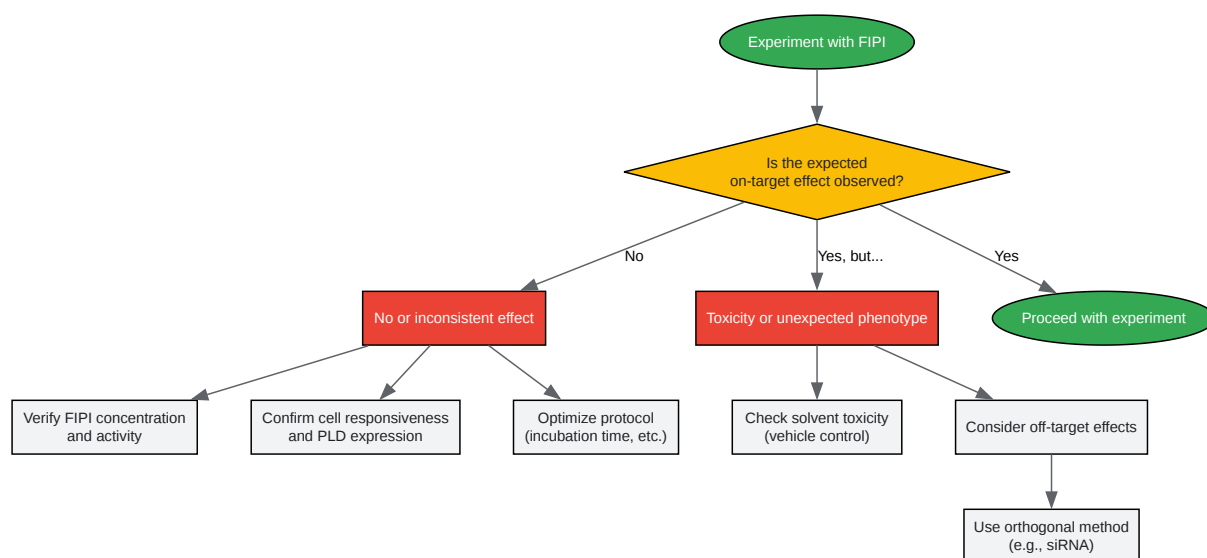 Experiment with FIPI
Is the expected
on-target effect observed?
No
Yes, but...
Yes
No or inconsistent effect
Toxicity or unexpected phenotype
Proceed with experiment
Verify FIPI concentration
and activity
Confirm cell responsiveness
and PLD expression
Optimize protocol
(incubation time, etc.)
Check solvent toxicity
(vehicle control)
Consider off-target effects
Use orthogonal method
(e.g., siRNA)